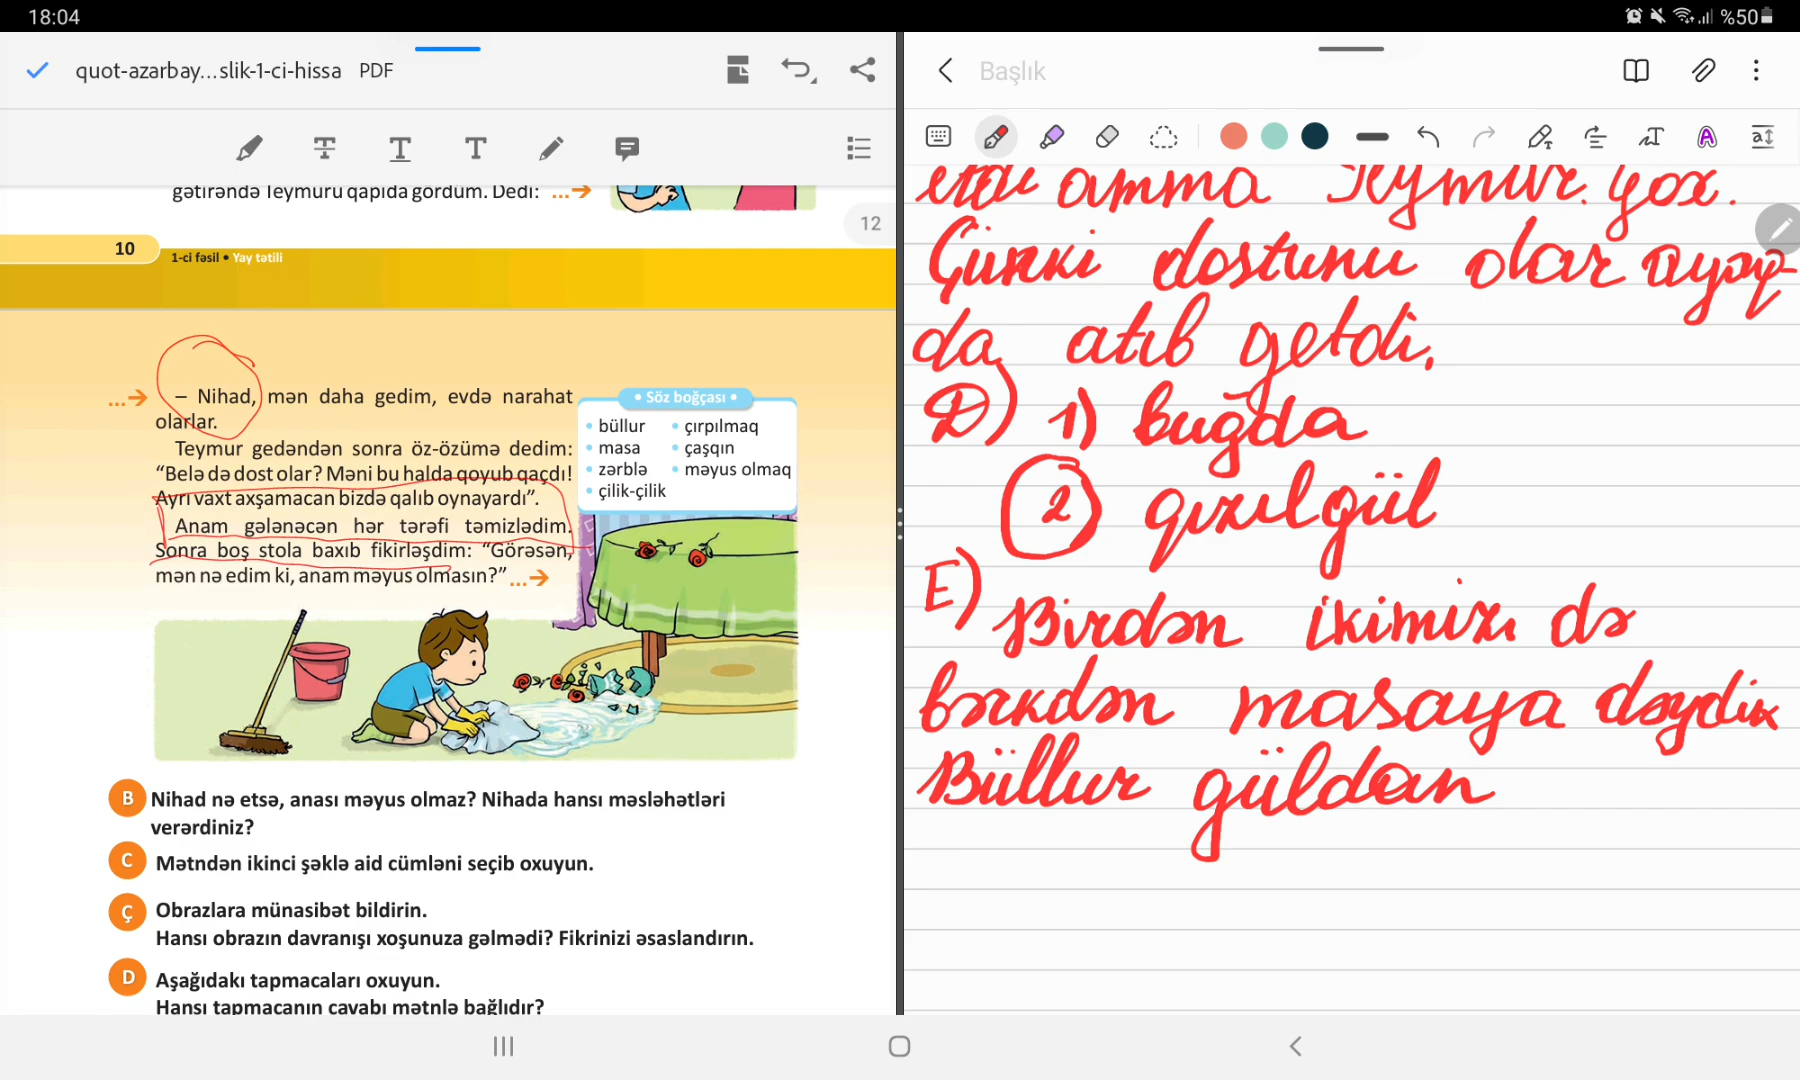 18:04
%50
quot-azarbay...slik-1-ci-hissa PDF
gətirəndə Teymuru qapıda gördüm. Dedi: ...
12
10
1-ci fəsil • Yay tətili
...
– Nihad, mən daha gedim, evdə narahat
olarlar.
Teymur gedəndən sonra öz-özümə dedim:
“Belə də dost olar? Məni bu halda qoyub qaçdı!
Ayrı vaxt axşamacan bizdə qalıb oynayardı”.
Anam gələnəcən hər tərəfi təmizlədim.
Sonra boş stola baxıb fikirləşdim: “Görəsən,
mən nə edim ki, anam məyus olmasın?” ...
• Söz boğçası •
• büllur
• masa
• zərblə
• çilik-çilik
• çırpılmaq
• çaşqın
• məyus olmaq
B Nihad nə etsə, anası məyus olmaz? Nihada hansı məsləhətləri
verərdiniz?
C Mətndən ikinci şəklə aid cümləni seçib oxuyun.
Ç Obrazlara münasibət bildirin.
Hansı obrazın davranışı xoşunuza gəlmədi? Fikrinizi əsaslandırın.
D Aşağıdakı tapmacaları oxuyun.
Hansı tapmacanın cavabı mətnlə bağlıdır?
Başlık
amma Teymur. yox.
Çünki dostunu olar ayaq-
da atıb getdi.
D) 1) buğda
2) qızılgül
E) Birdən ikimizı də
bərkdən masaya dəydik
Büllur güldan